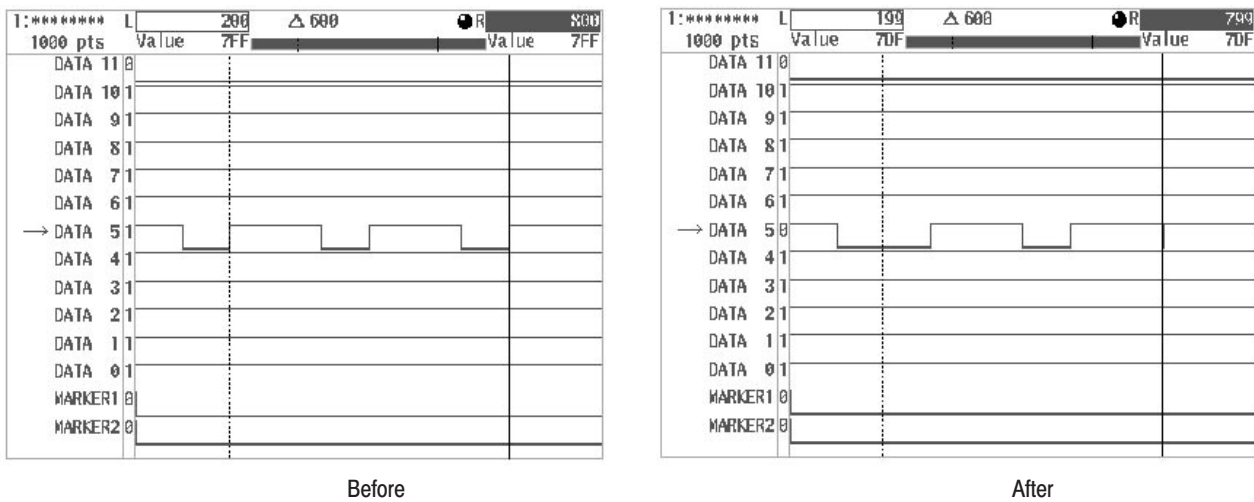 1:******** L 200 △ 600 R 800
1000 pts Value 7FF Value 7FF
DATA 11 0
DATA 10 1
DATA 9 1
DATA 8 1
DATA 7 1
DATA 6 1
→ DATA 5 1
DATA 4 1
DATA 3 1
DATA 2 1
DATA 1 1
DATA 0 1
MARKER1 0
MARKER2 0
Before
1:******** L 199 △ 600 R 799
1000 pts Value 7DF Value 7DF
DATA 11 0
DATA 10 1
DATA 9 1
DATA 8 1
DATA 7 1
DATA 6 1
→ DATA 5 0
DATA 4 1
DATA 3 1
DATA 2 1
DATA 1 1
DATA 0 1
MARKER1 0
MARKER2 0
After